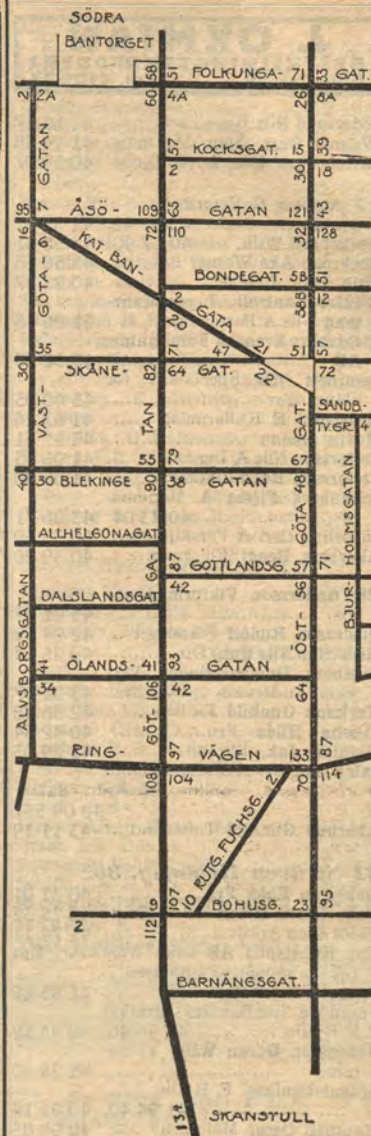 SÖDRA
BANTORGET
58 51 FOLKUNGA- 71 33 GAT.
2 2A 60 4A 26 8A
GATAN
57 KOCKSGAT. 15 39
2 30 18
95 7 ÅSÖ- 109 65 GATAN 121 43
16 72 110 32 128
KAT. BAN-
BONDEGAT. 58 51
GÖTA 6 2 38B 12
20 GATA
35 71 47 21 51 57
30 SKÅNE- 82 64 GAT. 22 72
VÄST- TAN GAT. SANDB-
TV.GR. 4
55 79 67
40 30 BLEKINGE 90 38 GATAN 48
ALLHELGONAGAT.
87 GOTTLANDSG. 57 71
GÖTA
BJUR-HOLMSGATAN
DALSLANDSGAT. GA- 42 56
ÖST-
ALVSBORGSGATAN
41 ÖLANDS- 41 93 GATAN
34 106 42 64
GÖT-
RING- 97 VÄGEN 133 87
108 104 2 70 114
10 RUTG. FUCHSG.
9 107 BOHUSG. 23 95
2 112
BARNÄNGSGAT.
134
SKANSTULL